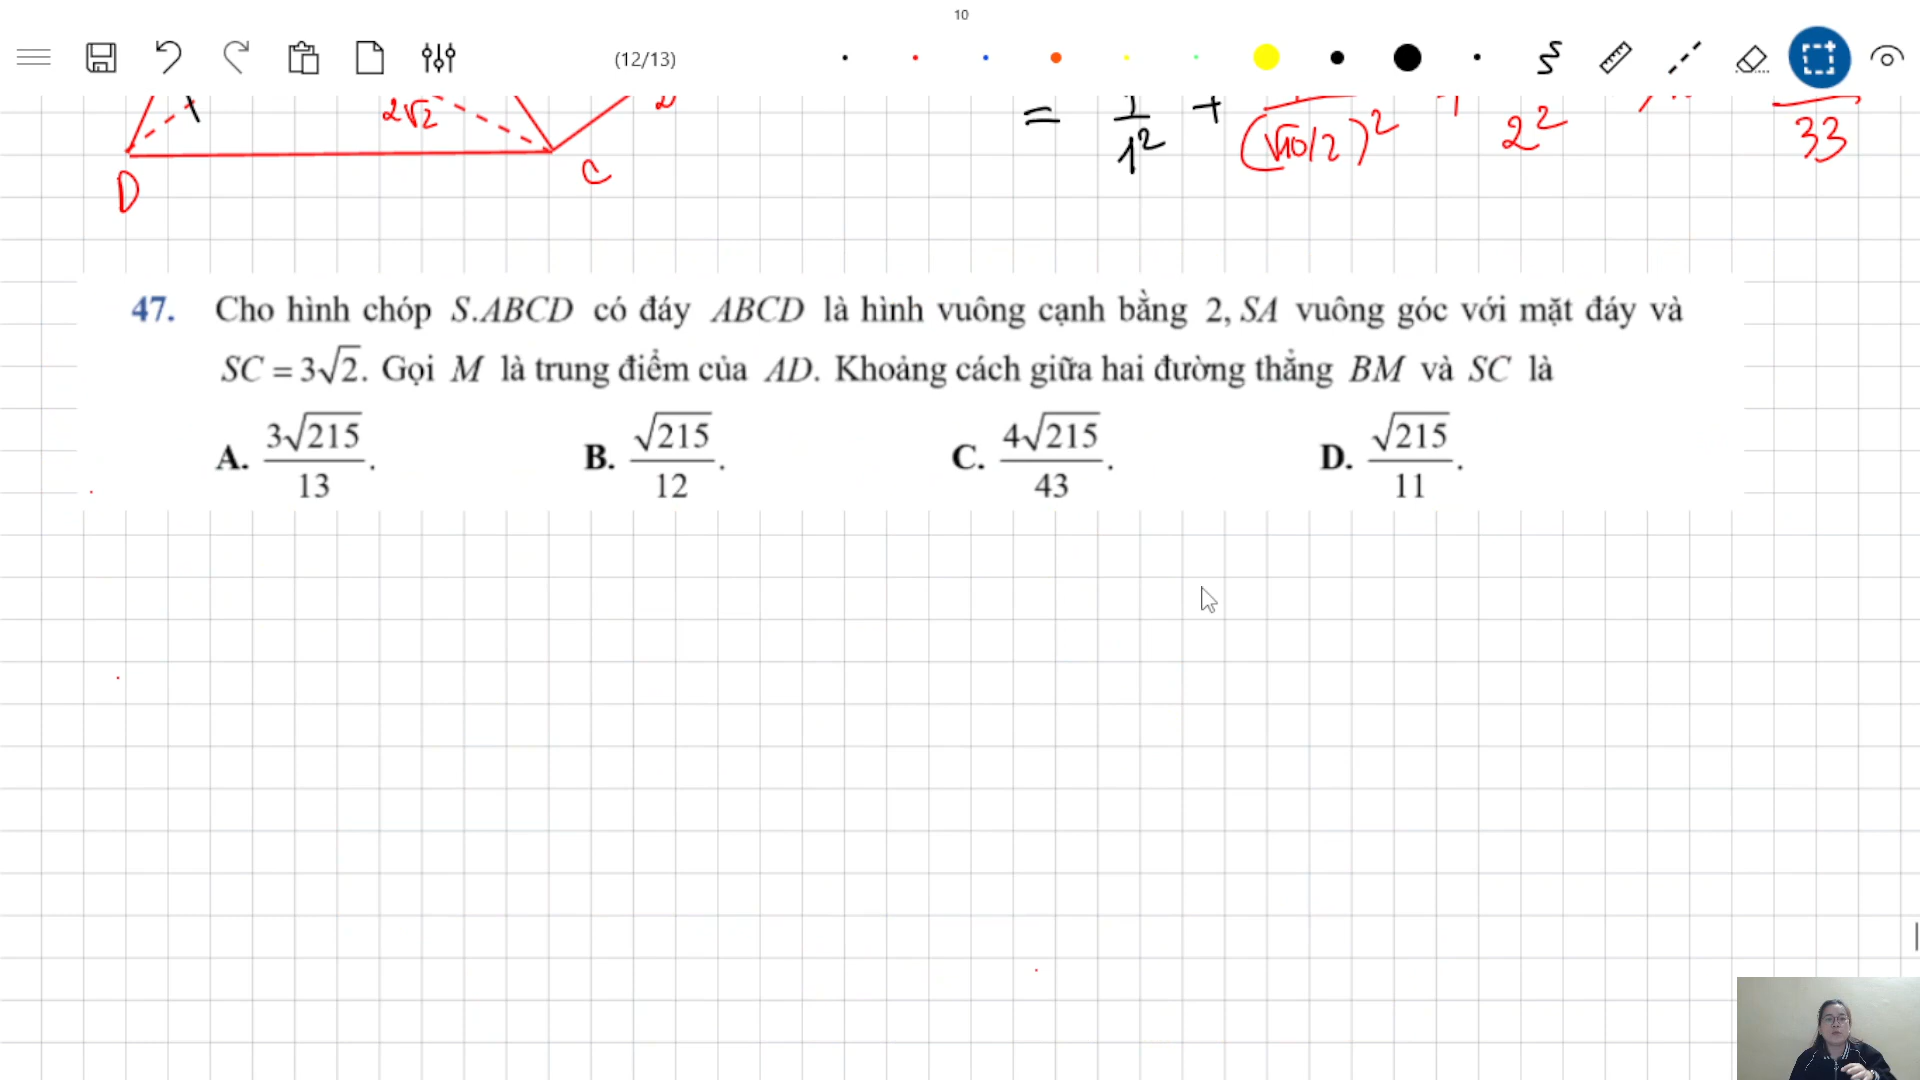 10
(12/13)
2√2
D
C
= 1/1² + 1/(√10/2)² + 2²
33
47. Cho hình chóp S.ABCD có đáy ABCD là hình vuông cạnh bằng 2, SA vuông góc với mặt đáy và
SC = 3√2. Gọi M là trung điểm của AD. Khoảng cách giữa hai đường thẳng BM và SC là
A. 3√215/13. B. √215/12. C. 4√215/43. D. √215/11.